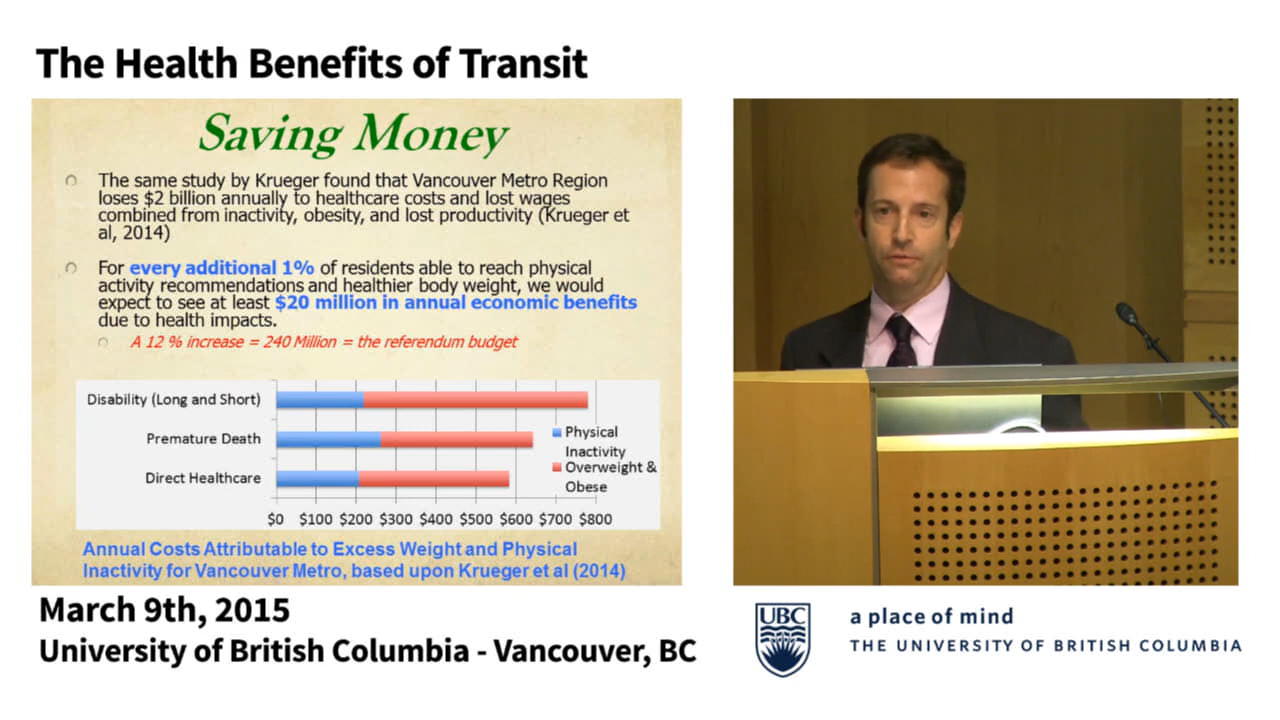 The Health Benefits of Transit
Saving Money
The same study by Krueger found that Vancouver Metro Region
loses $2 billion annually to healthcare costs and lost wages
combined from inactivity, obesity, and lost productivity (Krueger et
al, 2014)
For every additional 1% of residents able to reach physical
activity recommendations and healthier body weight, we would
expect to see at least $20 million in annual economic benefits
due to health impacts.
A 12 % increase = 240 Million = the referendum budget
Disability (Long and Short)
Premature Death
Direct Healthcare
Physical
Inactivity
Overweight &
Obese
$0 $100 $200 $300 $400 $500 $600 $700 $800
Annual Costs Attributable to Excess Weight and Physical
Inactivity for Vancouver Metro, based upon Krueger et al (2014)
March 9th, 2015
University of British Columbia - Vancouver, BC
UBC
a place of mind
THE UNIVERSITY OF BRITISH COLUMBIA